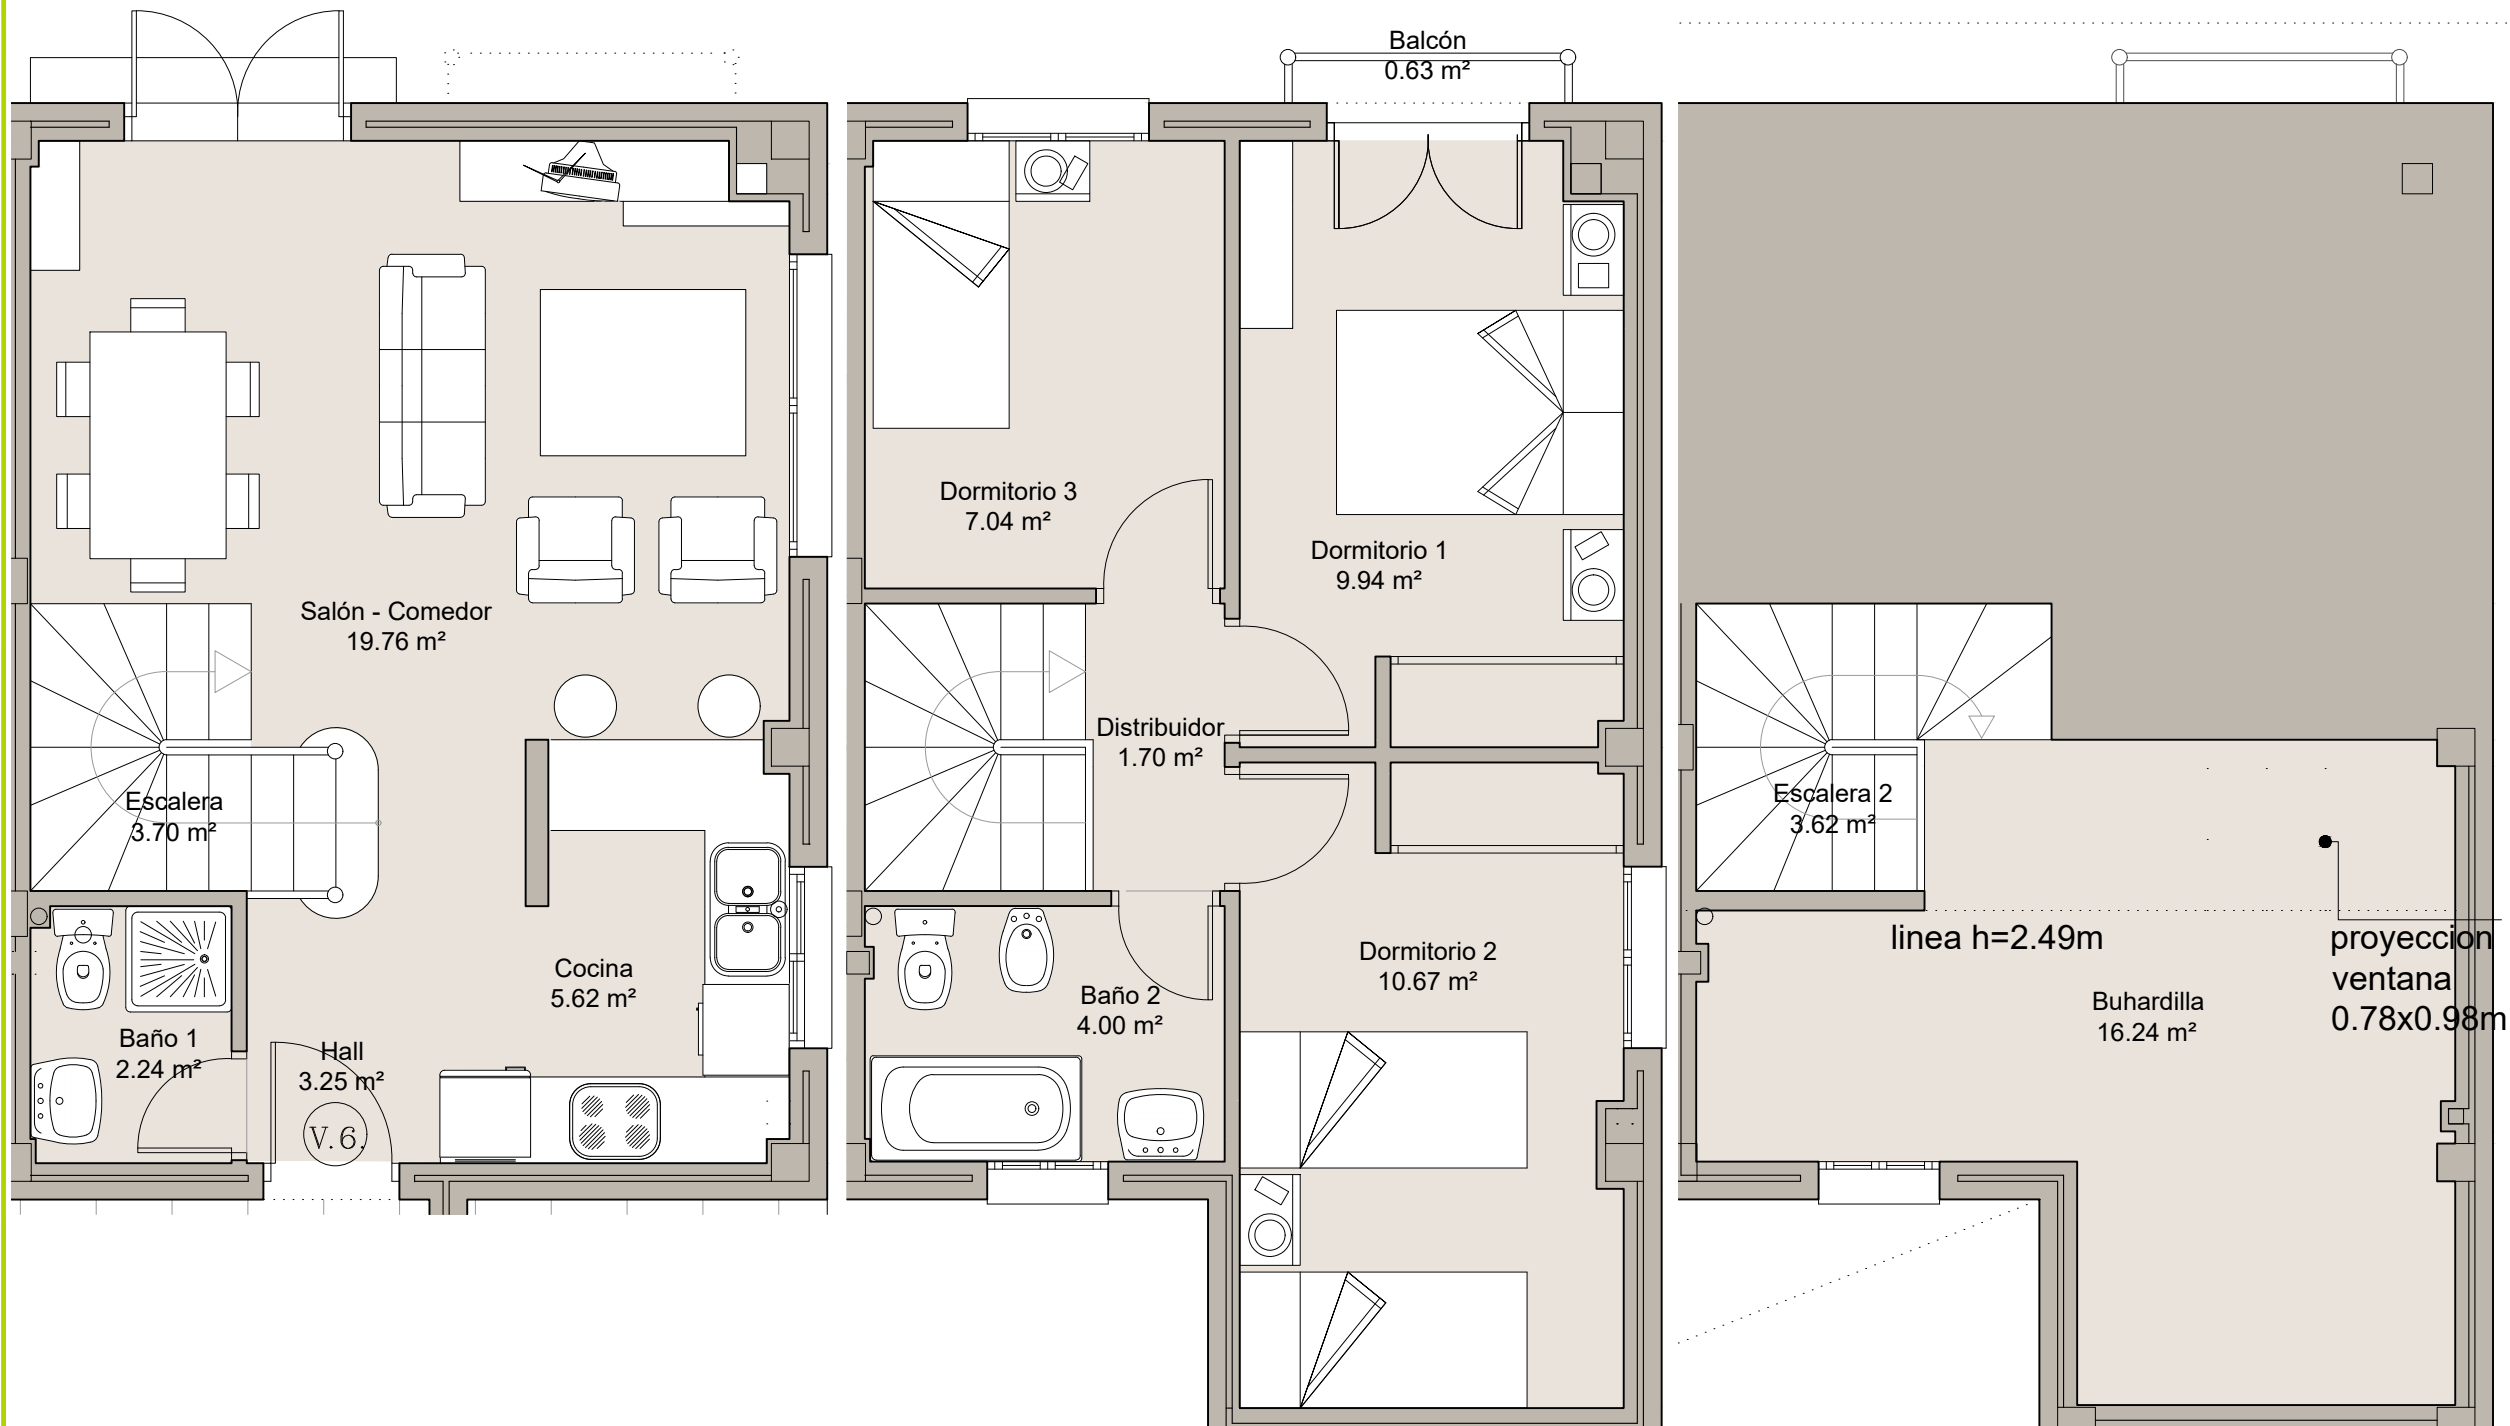 Balcón
0.63 m²
Dormitorio 3
7.04 m²
Dormitorio 1
9.94 m²
Salón - Comedor
19.76 m²
Distribuidor
1.70 m²
Escalera
3.70 m²
Escalera 2
3.62 m²
linea h=2.49m
proyeccion
ventana
0.78x0.98m
Cocina
5.62 m²
Dormitorio 2
10.67 m²
Baño 2
4.00 m²
Buhardilla
16.24 m²
Baño 1
2.24 m²
Hall
3.25 m²
V.6.